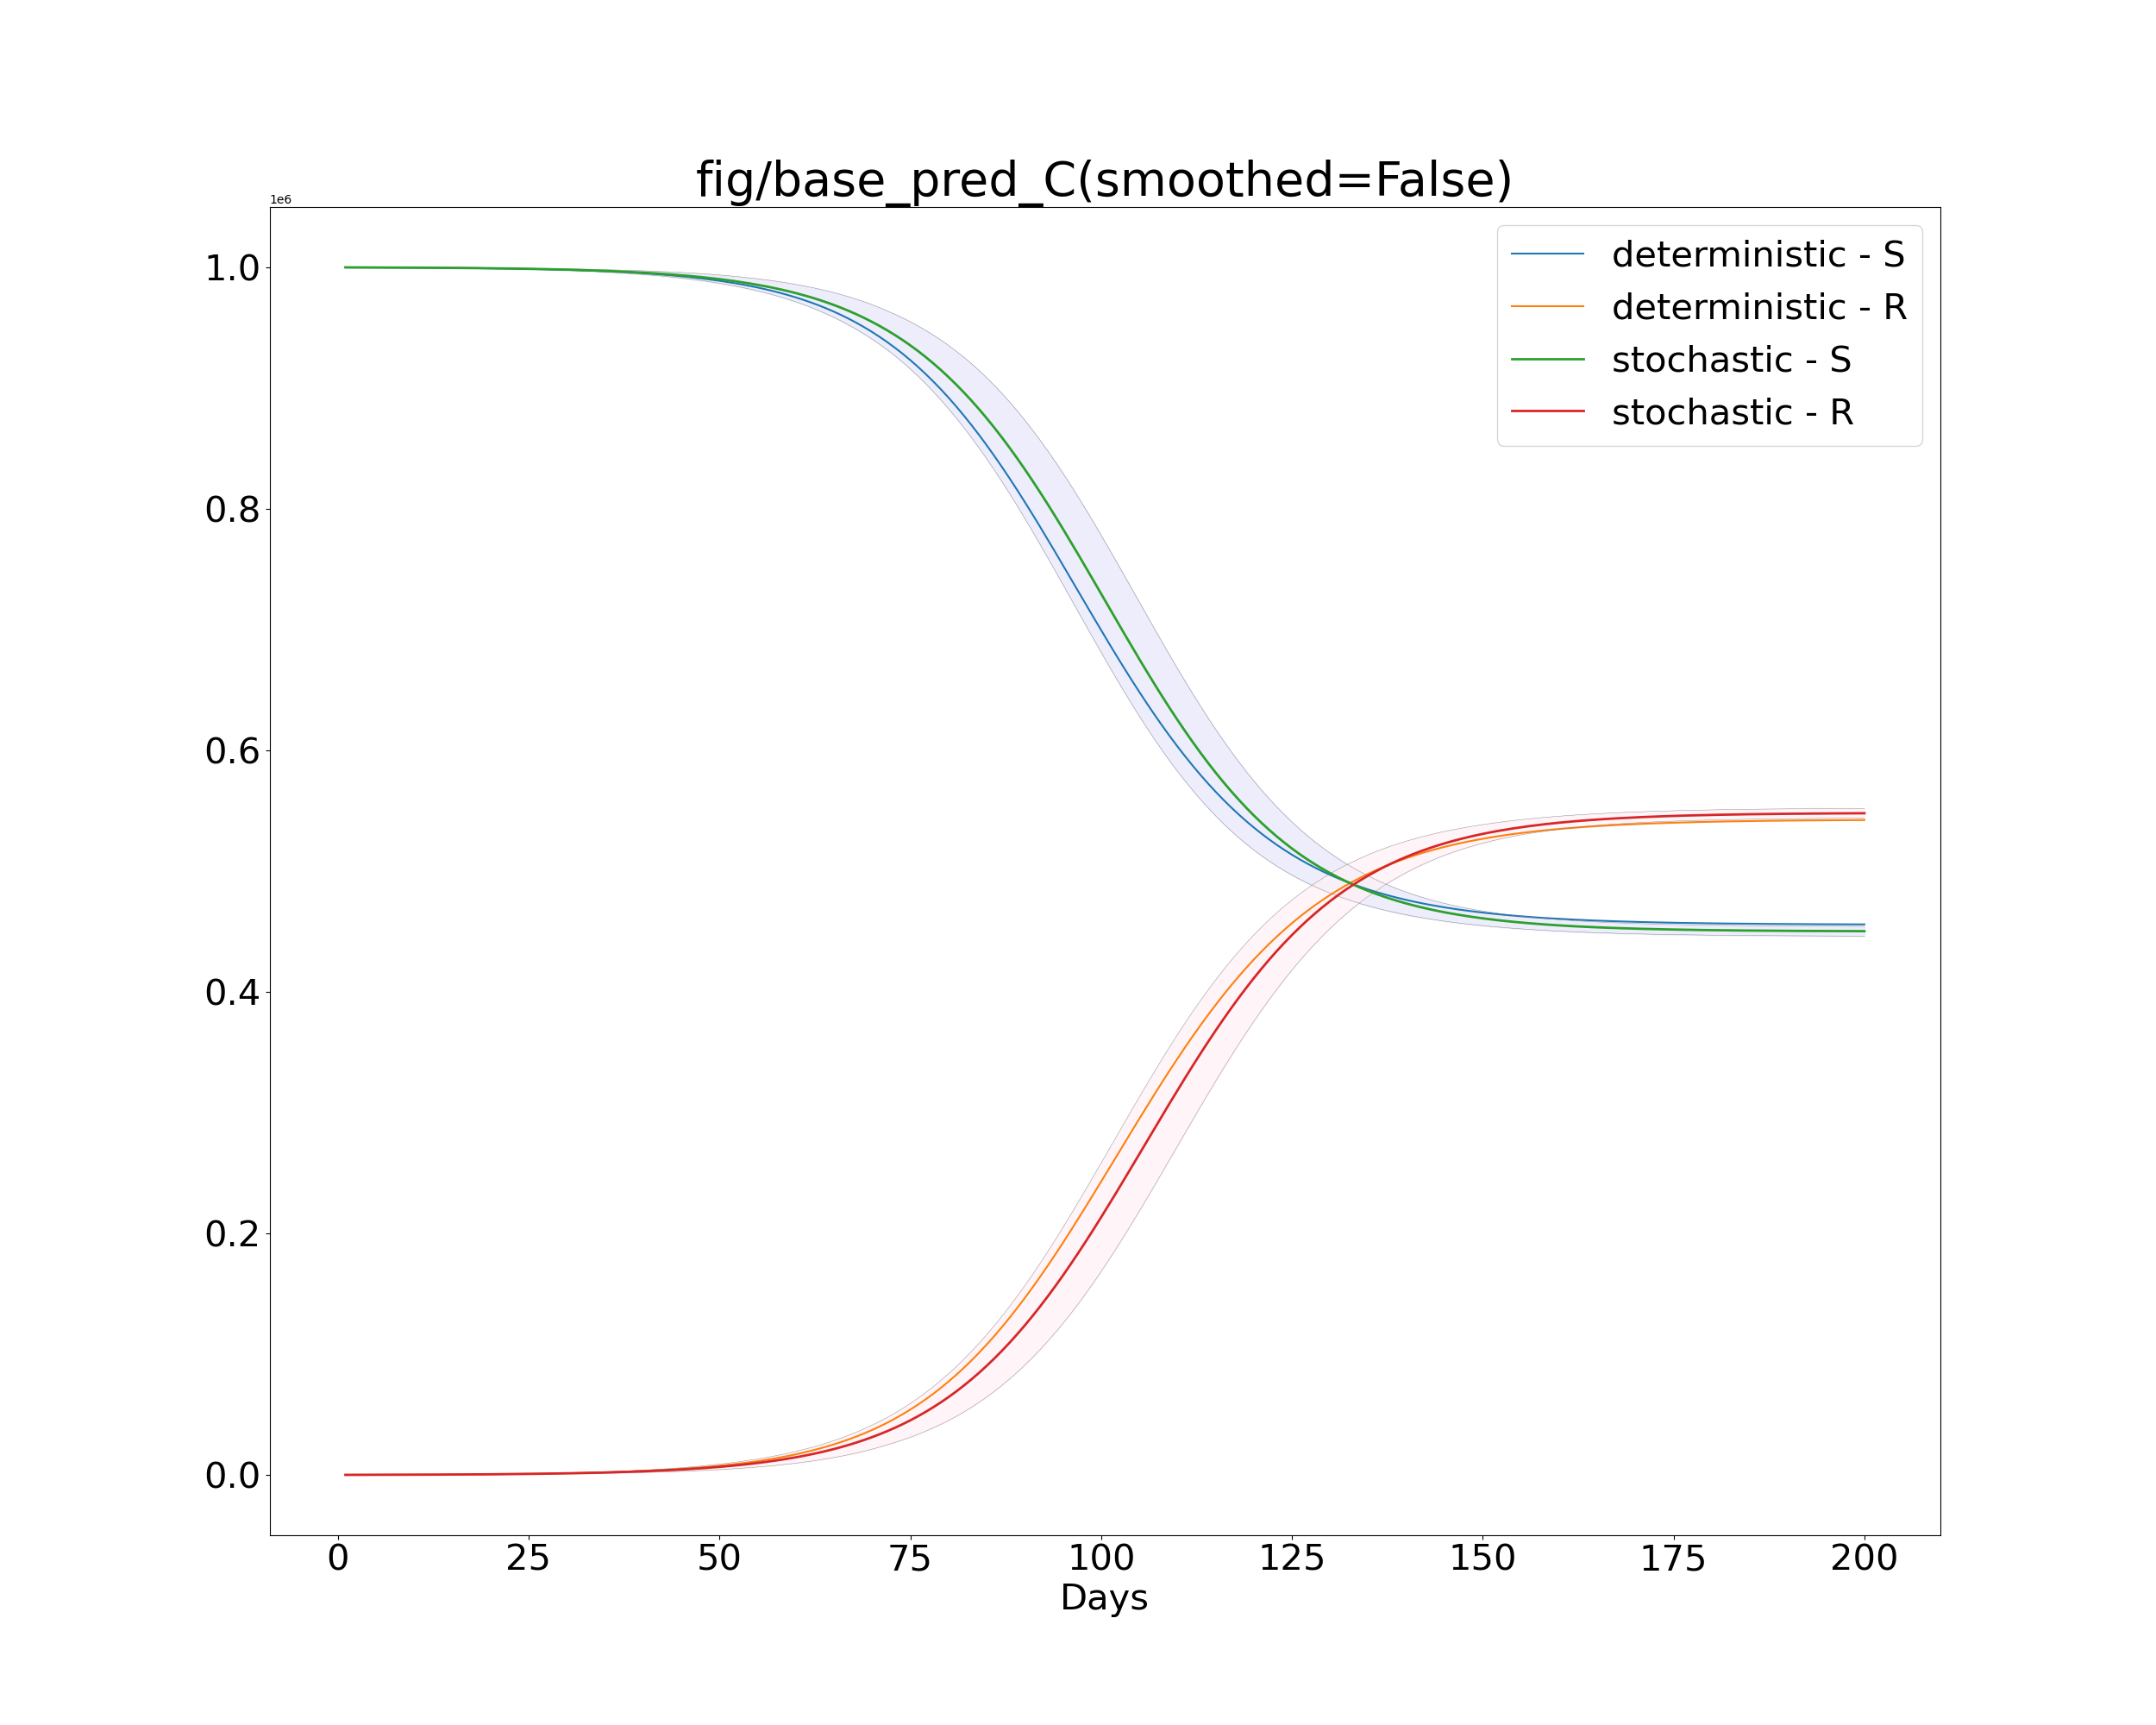 fig/base_pred_C(smoothed=False)
1e6
deterministic - S
deterministic - R
stochastic - S
stochastic - R
1.0
0.8
0.6
0.4
0.2
0.0
0 25 50 75 100 125 150 175 200
Days